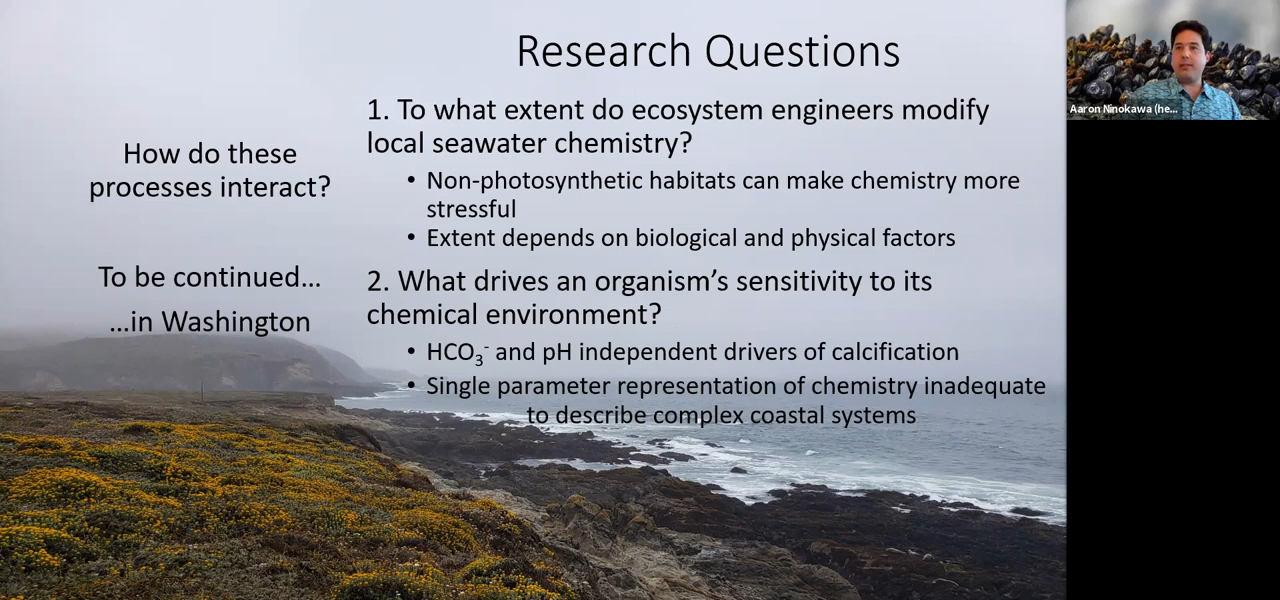 Research Questions
How do these
processes interact?
To be continued…
…in Washington
1. To what extent do ecosystem engineers modify
local seawater chemistry?
• Non-photosynthetic habitats can make chemistry more
stressful
• Extent depends on biological and physical factors
2. What drives an organism’s sensitivity to its
chemical environment?
• HCO₃⁻ and pH independent drivers of calcification
• Single parameter representation of chemistry inadequate
to describe complex coastal systems
Aaron Ninokawa (he...